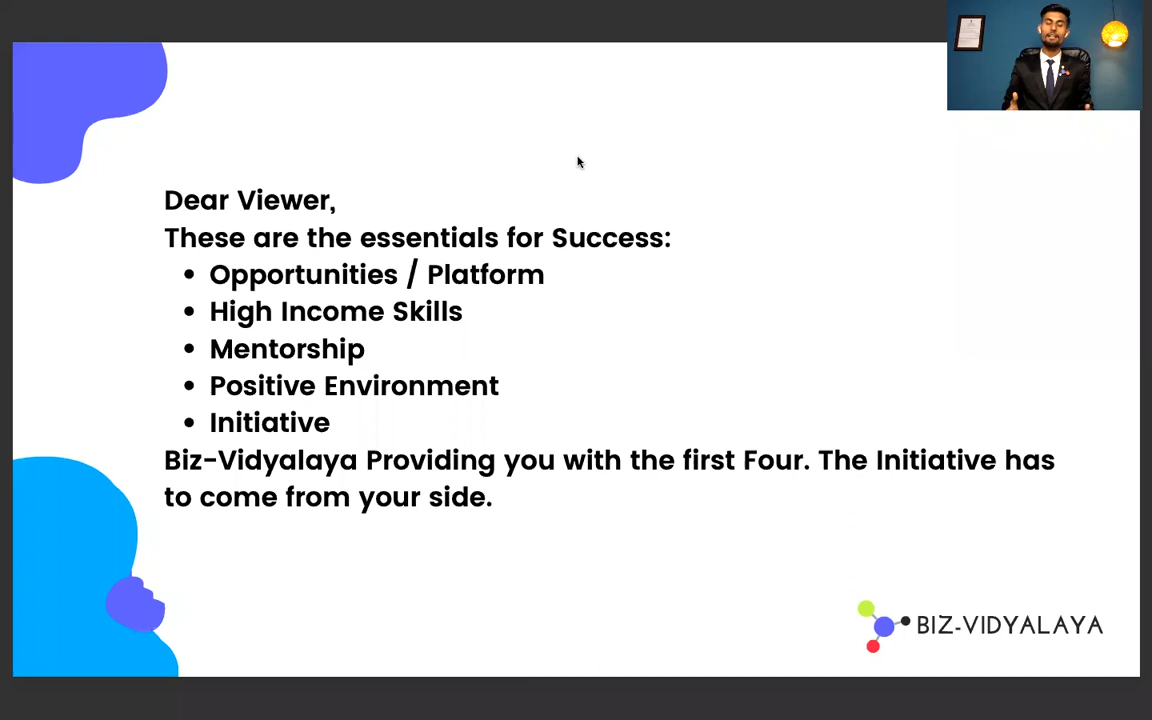 Dear Viewer,
These are the essentials for Success:
• Opportunities / Platform
• High Income Skills
• Mentorship
• Positive Environment
• Initiative
Biz-Vidyalaya Providing you with the first Four. The Initiative has
to come from your side.
BIZ-VIDYALAYA